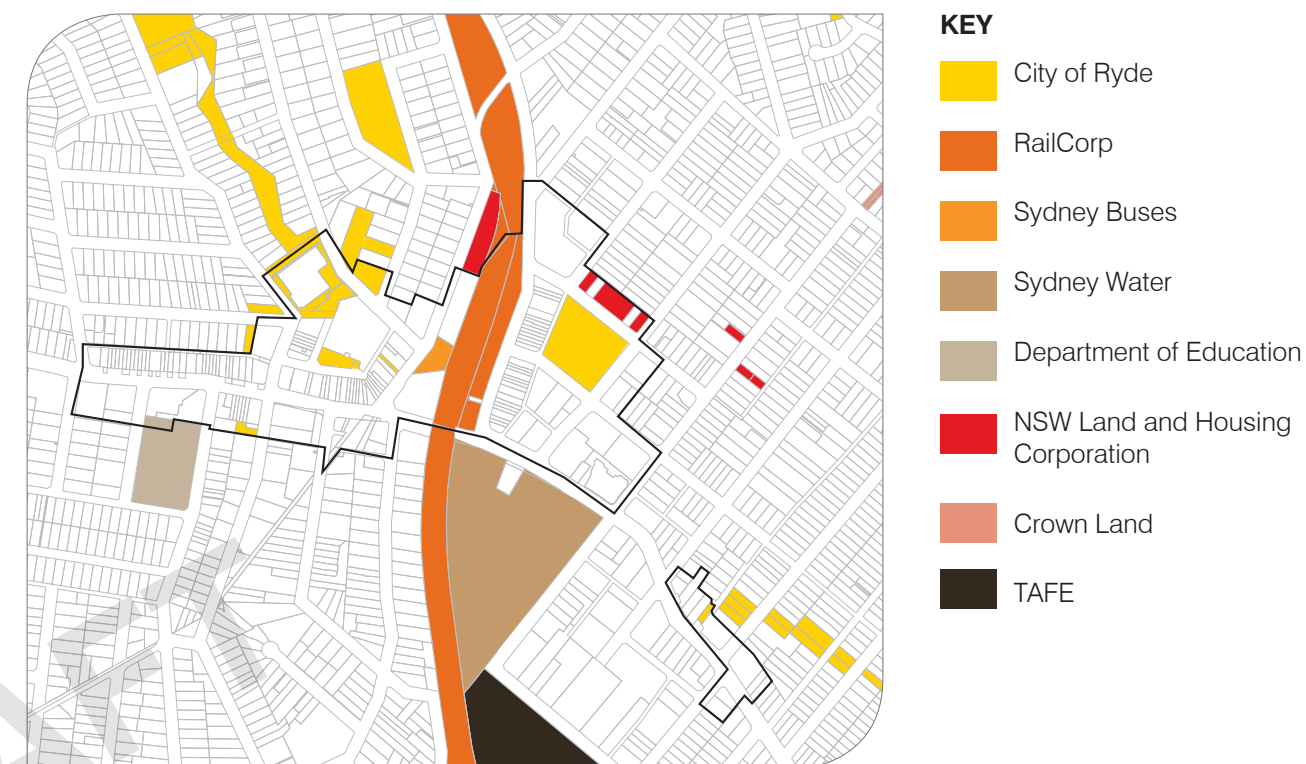 KEY
City of Ryde
RailCorp
Sydney Buses
Sydney Water
Department of Education
NSW Land and Housing
Corporation
Crown Land
TAFE